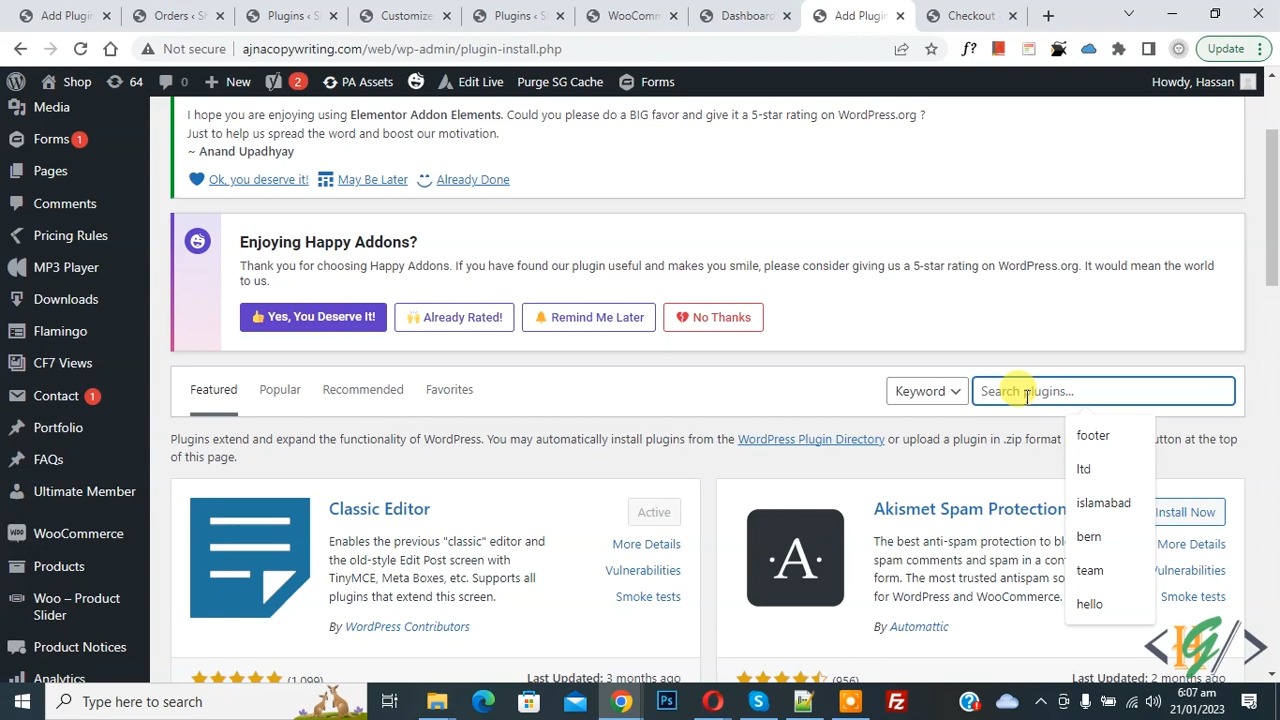 Add Plugin
Orders ‹ Sh
Plugins ‹ S
Customize
Plugins ‹ Sh
WooComm
Dashboard
Add Plugin
Checkout
Not secure
ajnacopywriting.com/web/wp-admin/plugin-install.php
f?
Update
Shop
64
0
New
2
PA Assets
Edit Live
Purge SG Cache
Forms
Howdy, Hassan
Media
Forms 1
Pages
Comments
Pricing Rules
MP3 Player
Downloads
Flamingo
CF7 Views
Contact 1
Portfolio
FAQs
Ultimate Member
WooCommerce
Products
Woo – Product
Slider
Product Notices
Analytics
I hope you are enjoying using Elementor Addon Elements. Could you please do a BIG favor and give it a 5-star rating on WordPress.org ?
Just to help us spread the word and boost our motivation.
~ Anand Upadhyay
Ok, you deserve it!
May Be Later
Already Done
Enjoying Happy Addons?
Thank you for choosing Happy Addons. If you have found our plugin useful and makes you smile, please consider giving us a 5-star rating on WordPress.org. It would mean the world
to us.
Yes, You Deserve It!
Already Rated!
Remind Me Later
No Thanks
Featured
Popular
Recommended
Favorites
Keyword
Search plugins...
footer
ltd
islamabad
bern
team
hello
Plugins extend and expand the functionality of WordPress. You may automatically install plugins from the WordPress Plugin Directory or upload a plugin in .zip format
button at the top
of this page.
Classic Editor
Active
Enables the previous "classic" editor and
the old-style Edit Post screen with
TinyMCE, Meta Boxes, etc. Supports all
plugins that extend this screen.
By WordPress Contributors
More Details
Vulnerabilities
Smoke tests
(1,099)
Last Updated: 3 months ago
A
Akismet Spam Protection
Install Now
The best anti-spam protection to bl
spam comments and spam in a con
form. The most trusted antispam so
for WordPress and WooCommerce.
By Automattic
More Details
Vulnerabilities
Smoke tests
(956)
Last Updated: 2 months ago
Type here to search
Ps
Fz
6:07 am
21/01/2023